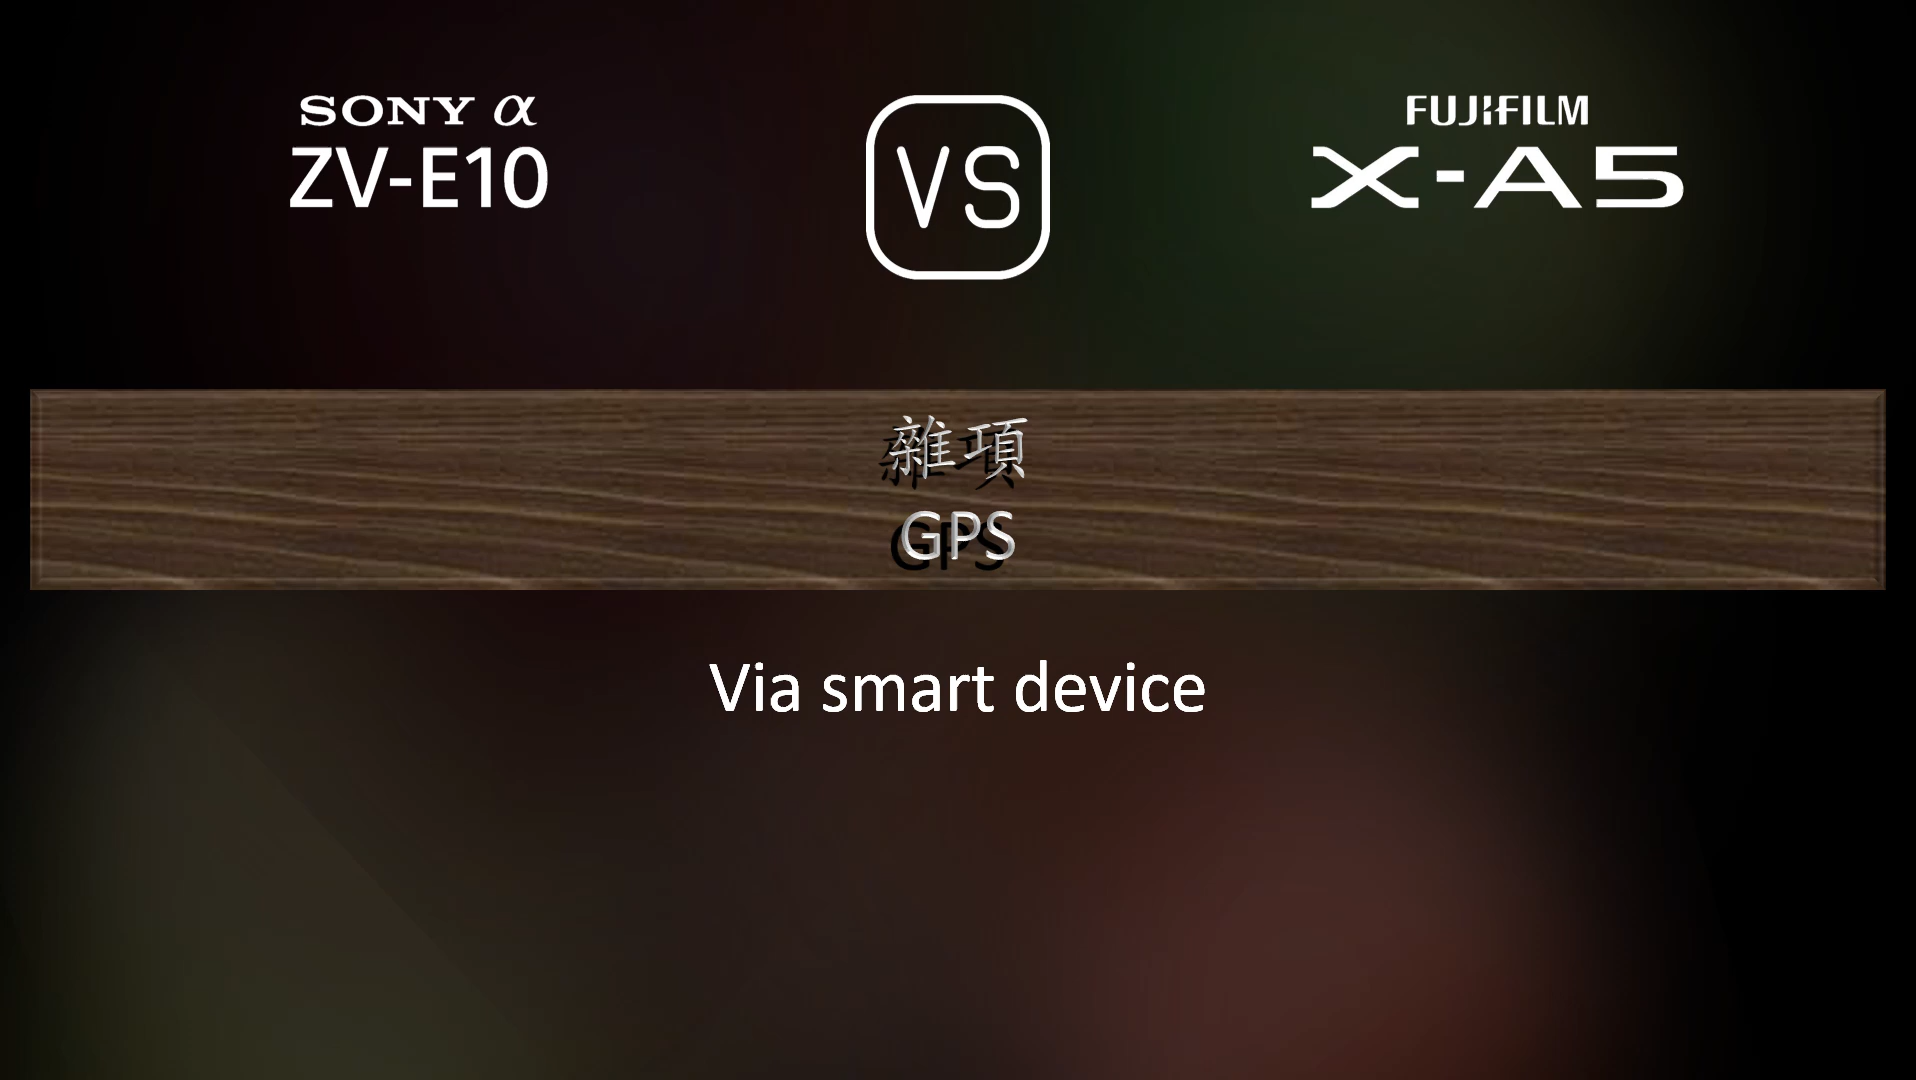 SONY α
ZV-E10
VS
FUJIFILM
X-A5
雜項
GPS
Via smart device